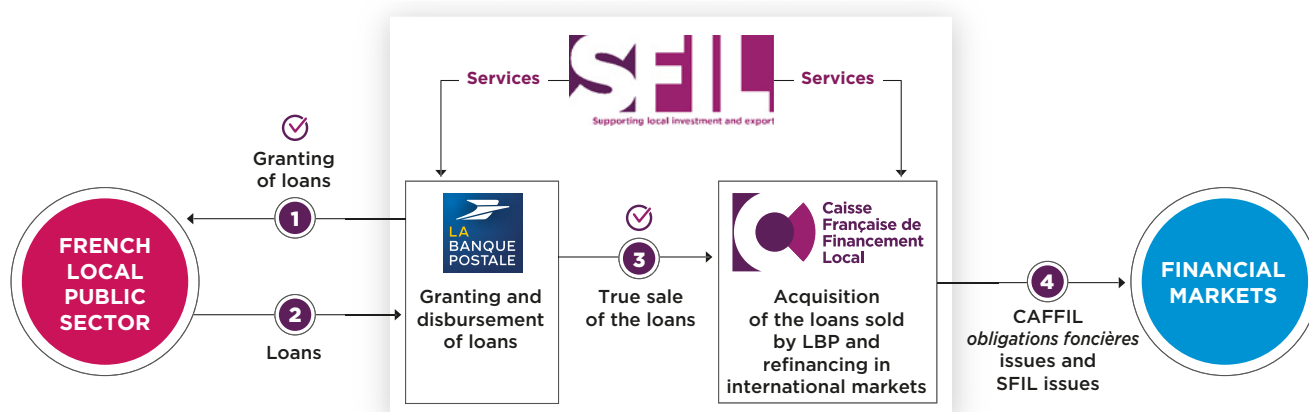 Services
SFIL
Services
Supporting local investment and export
Granting
of loans
1
FRENCH
LOCAL
PUBLIC
SECTOR
2
Loans
LA
BANQUE
POSTALE
Granting and
disbursement
of loans
3
True sale
of the loans
Caisse
Française de
Financement
Local
Acquisition
of the loans sold
by LBP and
refinancing in
international markets
4
CAFFIL
obligations foncières
issues and
SFIL issues
FINANCIAL
MARKETS